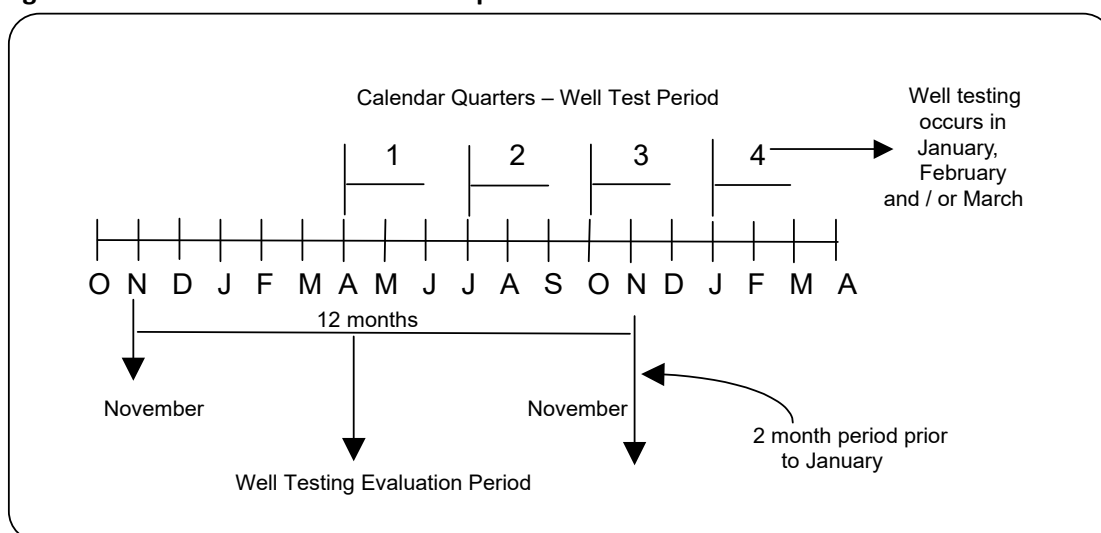 Calendar Quarters – Well Test Period
Well testing
occurs in
January,
February
and / or March
1 2 3 4
O N D J F M A M J J A S O N D J F M A
12 months
November
November
2 month period prior
to January
Well Testing Evaluation Period